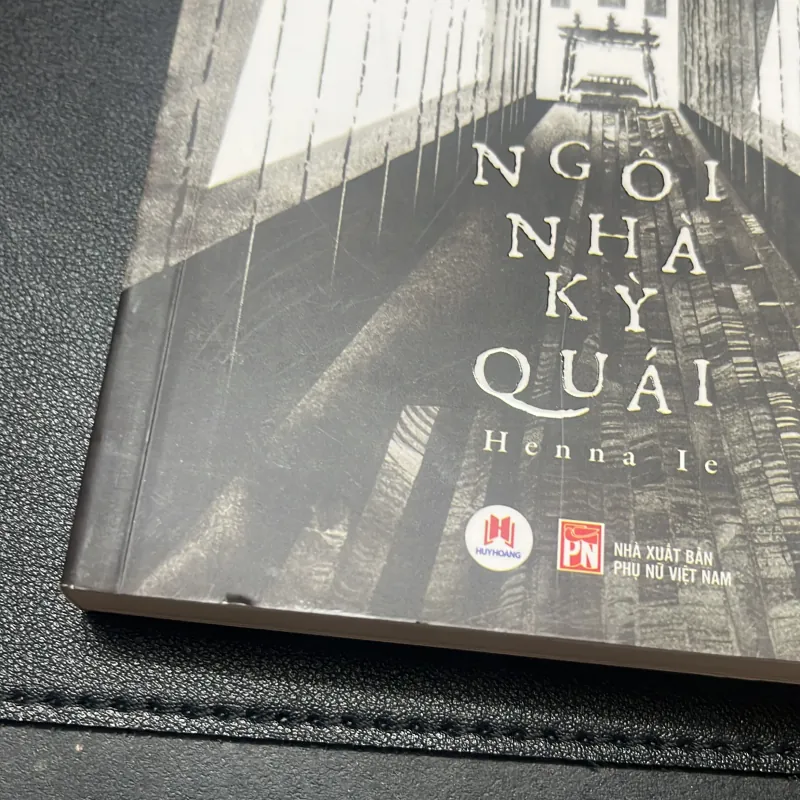 NGÔI
NHÀ
KỲ
QUÁI
Henna Ie
HUYHOANG
PN
NHÀ XUẤT BẢN
PHỤ NỮ VIỆT NAM